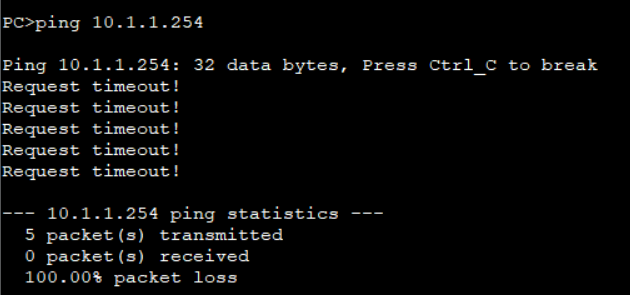 PC>ping 10.1.1.254
Ping 10.1.1.254: 32 data bytes, Press Ctrl_C to break
Request timeout!
Request timeout!
Request timeout!
Request timeout!
Request timeout!
--- 10.1.1.254 ping statistics ---
5 packet(s) transmitted
0 packet(s) received
100.00% packet loss